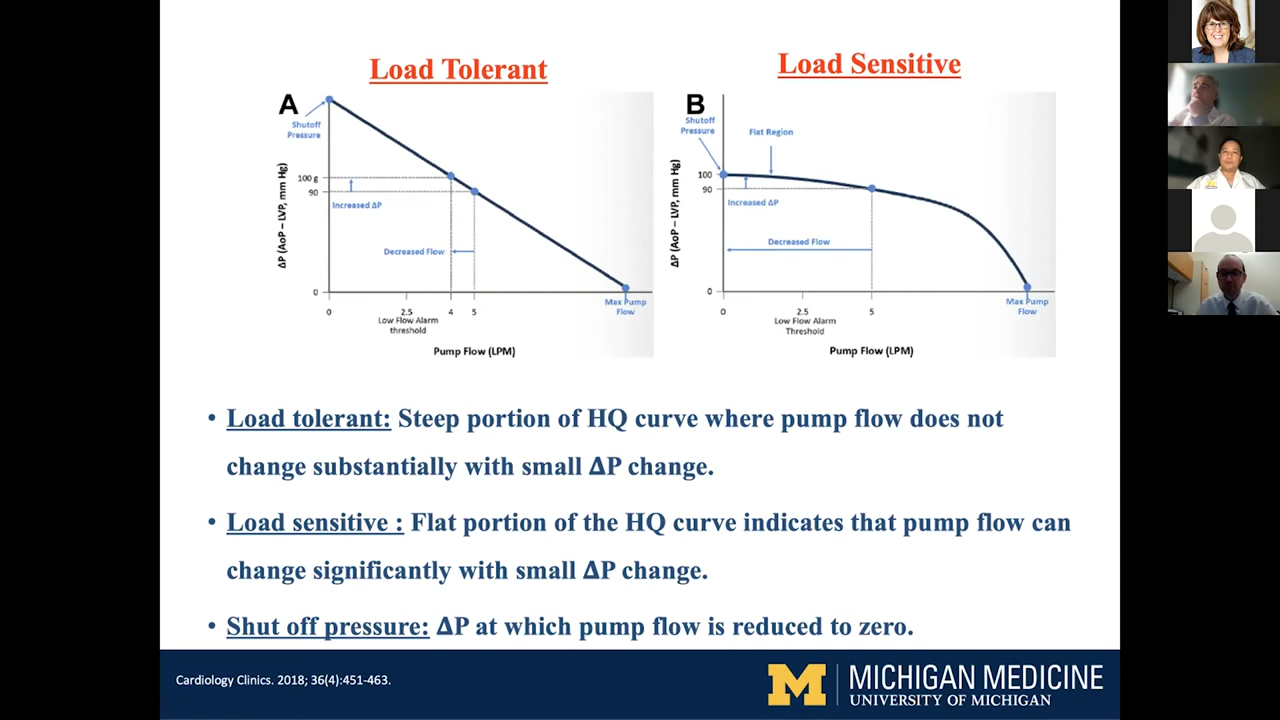 Load Tolerant
Load Sensitive
A
Shutoff
Pressure
100 g
90
Increased ΔP
Decreased Flow
0
ΔP (AoP – LVP, mm Hg)
0
2.5
4
5
Low Flow Alarm
threshold
Max Pump
Flow
Pump Flow (LPM)
B
Shutoff
Pressure
Flat Region
100
90
Increased ΔP
Decreased Flow
0
ΔP (AoP – LVP, mm Hg)
0
2.5
5
Low Flow Alarm
Threshold
Max Pump
Flow
Pump Flow (LPM)
• Load tolerant: Steep portion of HQ curve where pump flow does not
change substantially with small ΔP change.
• Load sensitive : Flat portion of the HQ curve indicates that pump flow can
change significantly with small ΔP change.
• Shut off pressure: ΔP at which pump flow is reduced to zero.
Cardiology Clinics. 2018; 36(4):451-463.
M
MICHIGAN MEDICINE
UNIVERSITY OF MICHIGAN